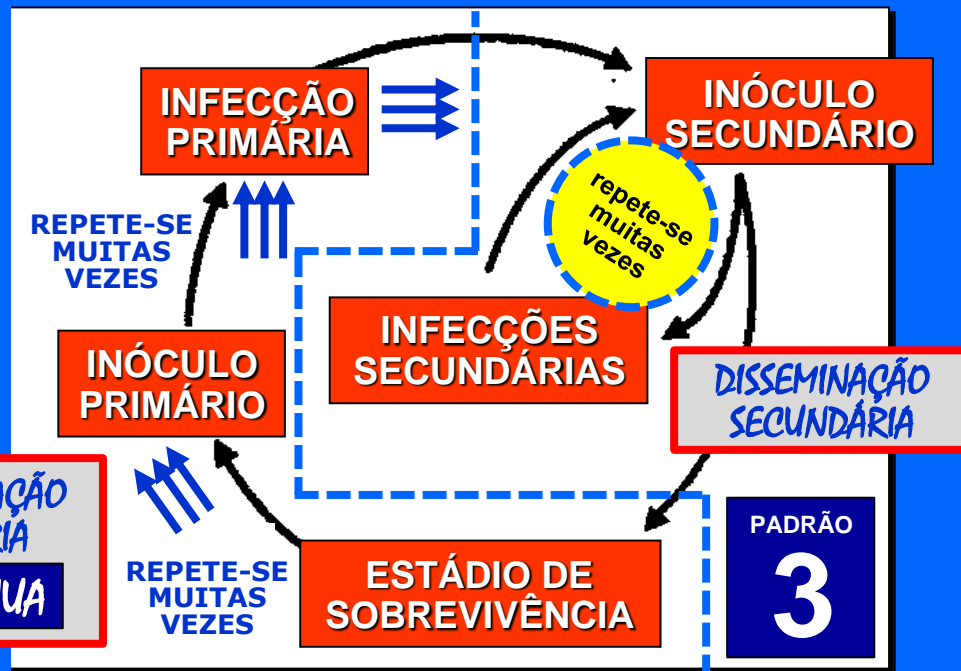 INFECÇÃO
PRIMÁRIA
INÓCULO
SECUNDÁRIO
repete-se
muitas
vezes
REPETE-SE
MUITAS
VEZES
INFECÇÕES
SECUNDÁRIAS
INÓCULO
PRIMÁRIO
DISSEMINAÇÃO
SECUNDÁRIA
REPETE-SE
MUITAS
VEZES
ESTÁDIO DE
SOBREVIVÊNCIA
PADRÃO
3